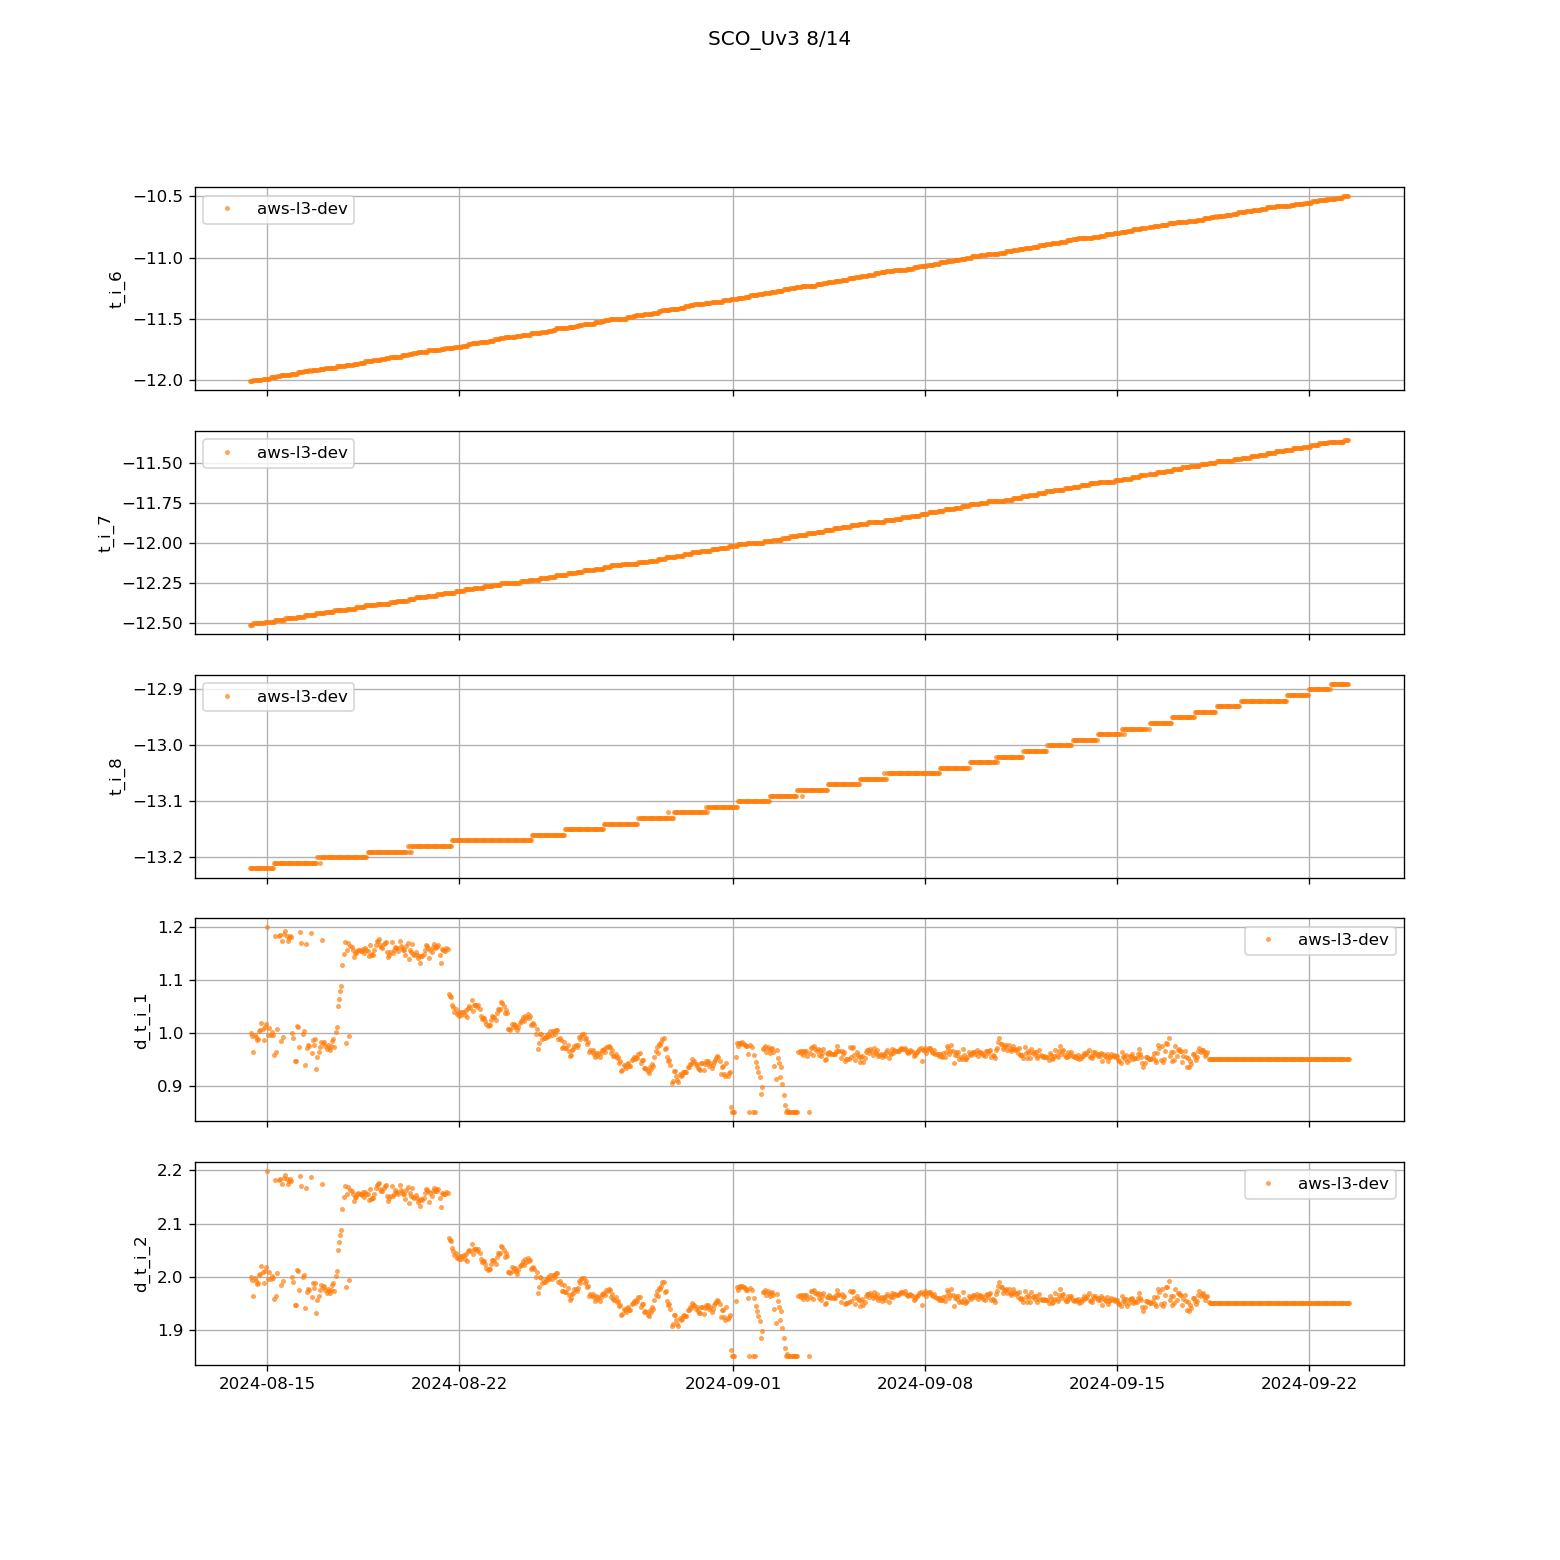 SCO_Uv3 8/14
−10.5
−11.0
−11.5
−12.0
t_i_6
aws-l3-dev
−11.50
−11.75
−12.00
−12.25
−12.50
t_i_7
aws-l3-dev
−12.9
−13.0
−13.1
−13.2
t_i_8
aws-l3-dev
1.2
1.1
1.0
0.9
d_t_i_1
aws-l3-dev
2.2
2.1
2.0
1.9
d_t_i_2
aws-l3-dev
2024-08-15 2024-08-22 2024-09-01 2024-09-08 2024-09-15 2024-09-22